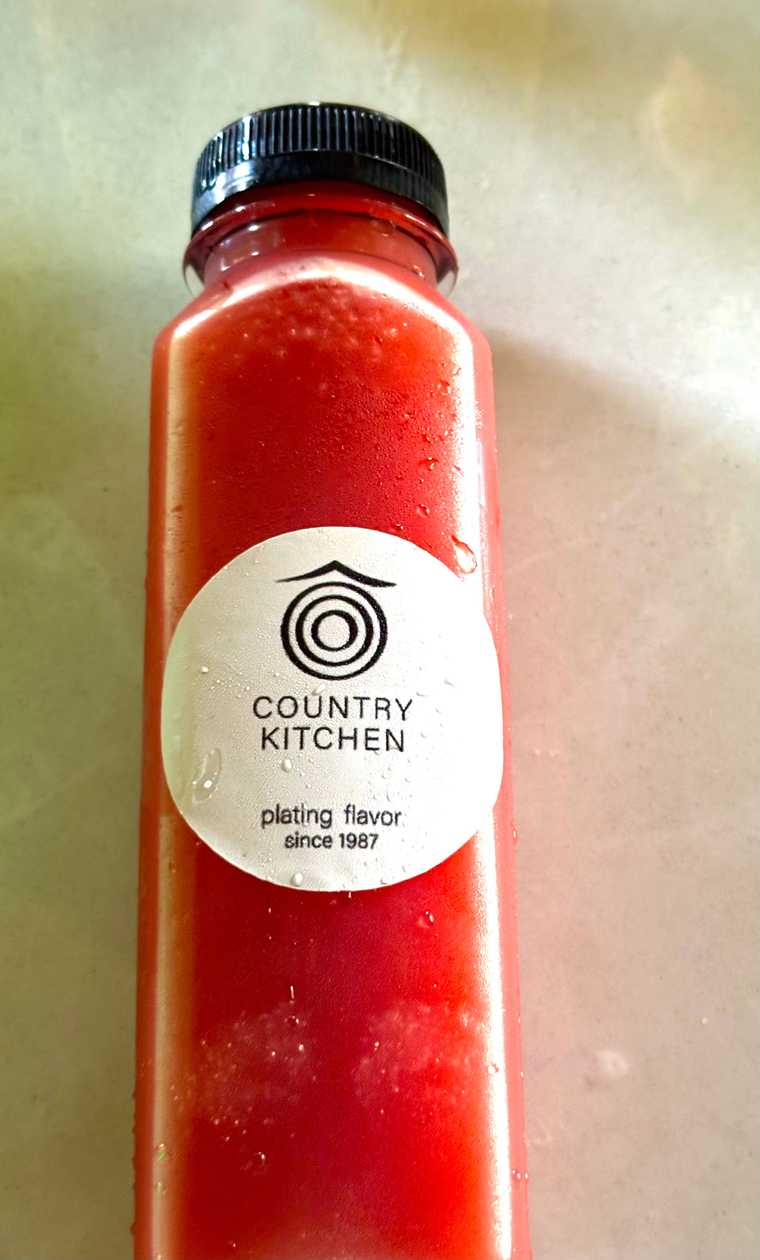 COUNTRY
KITCHEN
plating flavor
since 1987